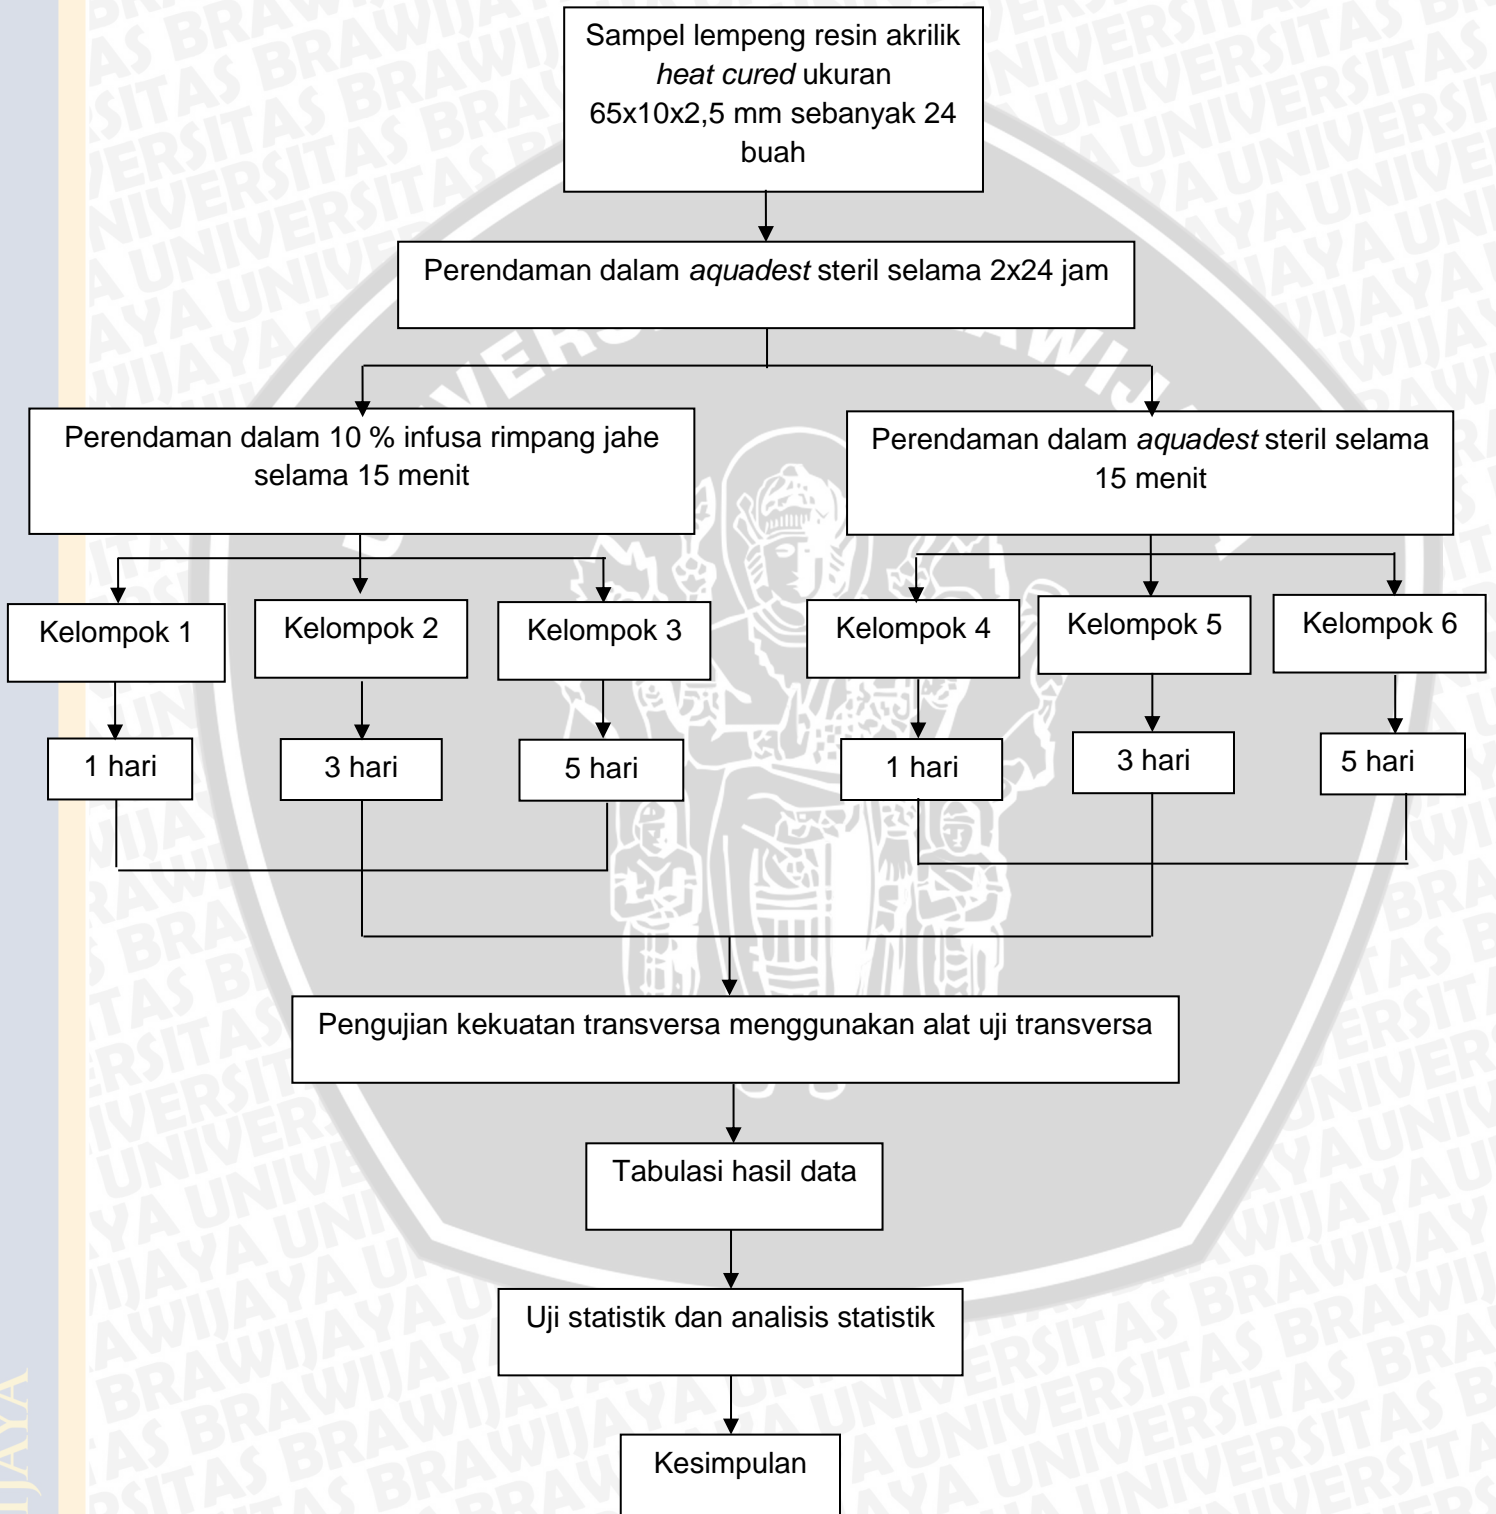 Sampel lempeng resin akrilik
heat cured ukuran
65x10x2,5 mm sebanyak 24
buah
Perendaman dalam aquadest steril selama 2x24 jam
Perendaman dalam 10 % infusa rimpang jahe
selama 15 menit
Perendaman dalam aquadest steril selama
15 menit
Kelompok 1
Kelompok 2
Kelompok 3
Kelompok 4
Kelompok 5
Kelompok 6
1 hari
3 hari
5 hari
1 hari
3 hari
5 hari
Pengujian kekuatan transversa menggunakan alat uji transversa
Tabulasi hasil data
Uji statistik dan analisis statistik
Kesimpulan